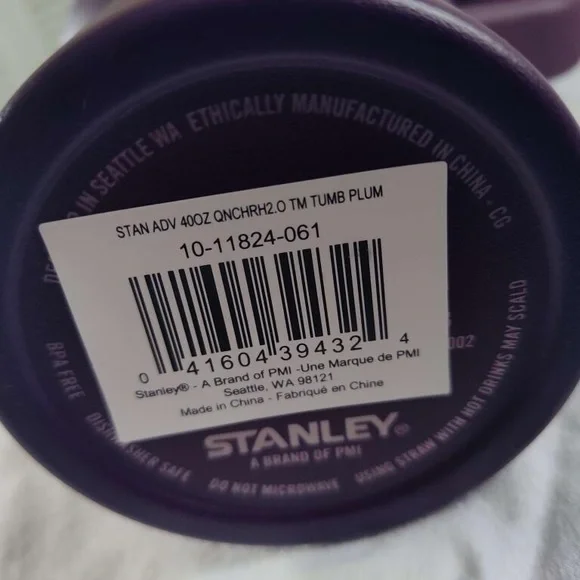 IN SEATTLE WA ETHICALLY MANUFACTURED IN CHINA - CG
STAN ADV 40OZ QNCHRH2.O TM TUMB PLUM
10-11824-061
0 41604 39432 4
Stanley® - A Brand of PMI -Une Marque de PMI
Seattle, WA 98121
Made in China - Fabriqué en Chine
002
STANLEY®
A BRAND OF PMI
BPA FREE
SAFE
DO NOT MICROWAVE
USING STRAW WITH HOT DRINKS MAY SCALD